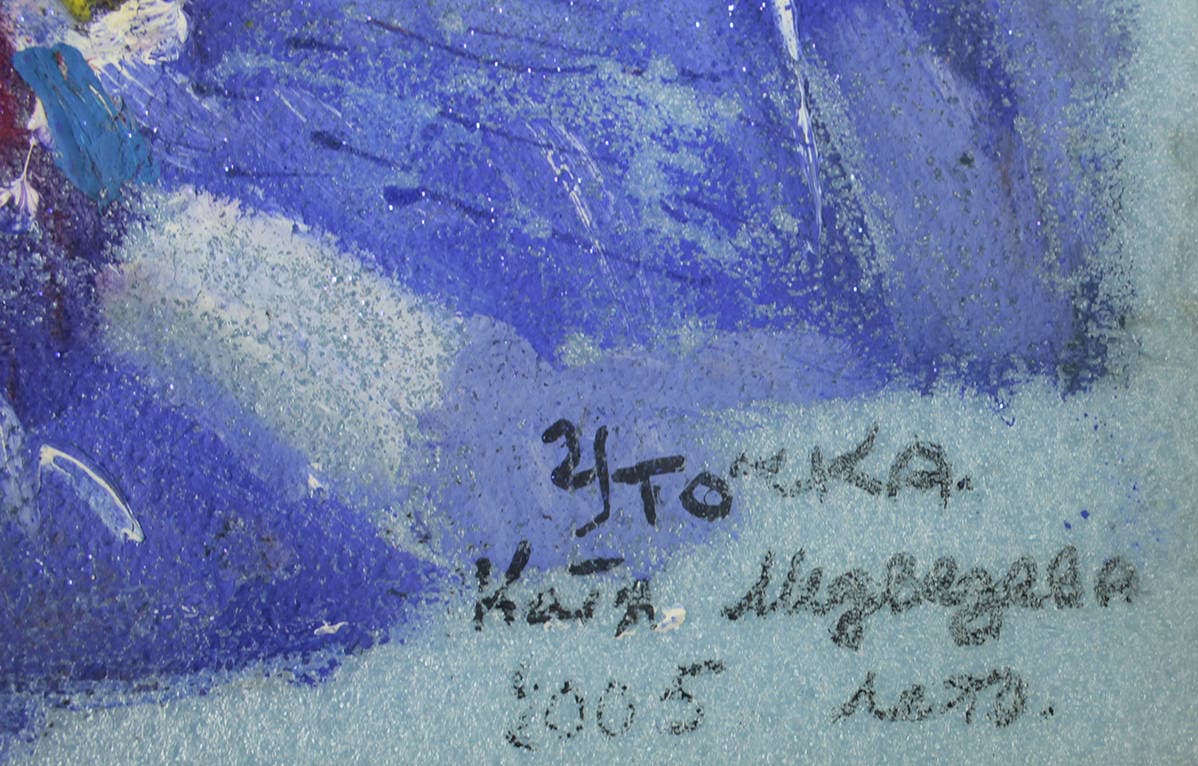 Уточка.
Катя Медведева
2005 лето.